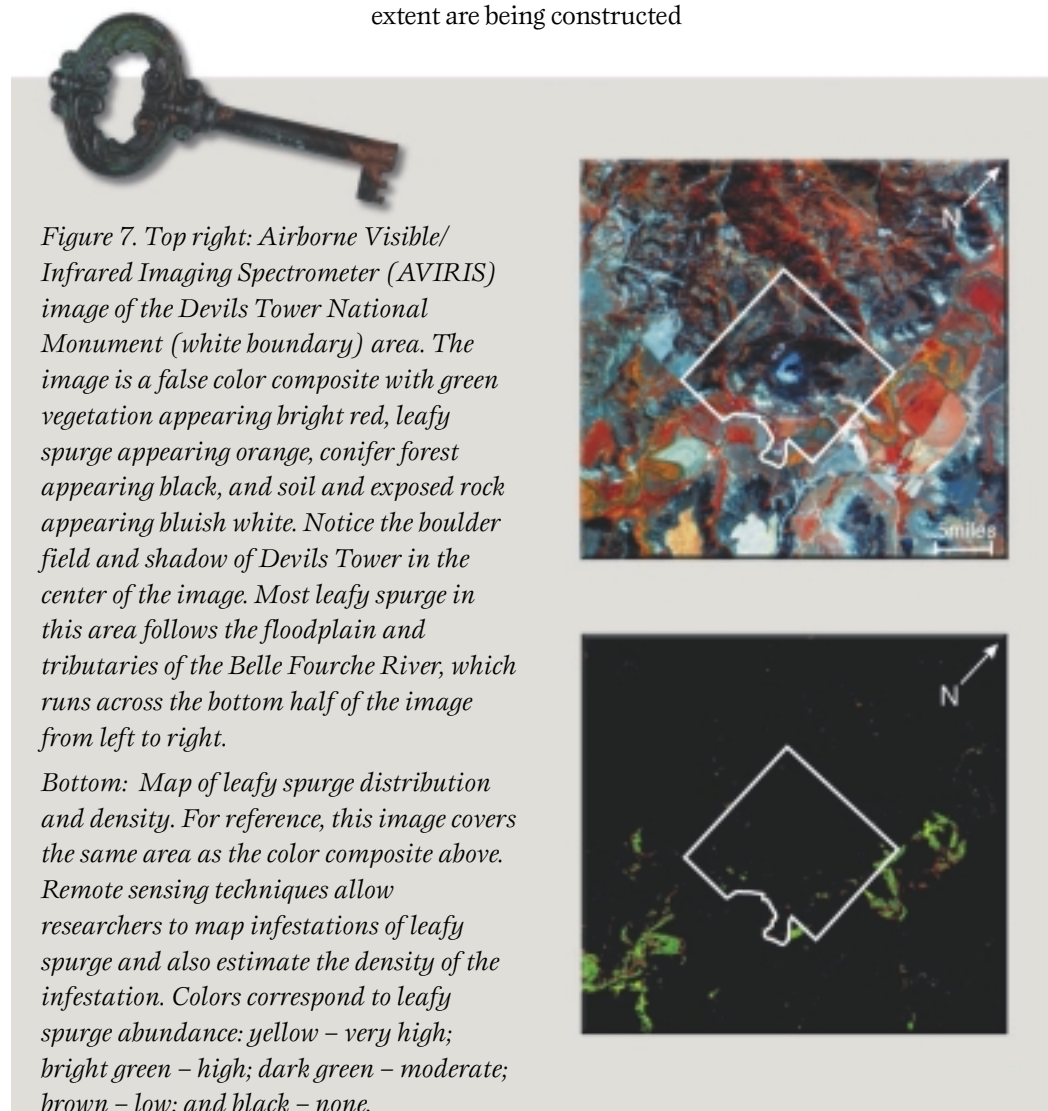 extent are being constructed
Figure 7. Top right: Airborne Visible/
Infrared Imaging Spectrometer (AVIRIS)
image of the Devils Tower National
Monument (white boundary) area. The
image is a false color composite with green
vegetation appearing bright red, leafy
spurge appearing orange, conifer forest
appearing black, and soil and exposed rock
appearing bluish white. Notice the boulder
field and shadow of Devils Tower in the
center of the image. Most leafy spurge in
this area follows the floodplain and
tributaries of the Belle Fourche River, which
runs across the bottom half of the image
from left to right.
Bottom: Map of leafy spurge distribution
and density. For reference, this image covers
the same area as the color composite above.
Remote sensing techniques allow
researchers to map infestations of leafy
spurge and also estimate the density of the
infestation. Colors correspond to leafy
spurge abundance: yellow – very high;
bright green – high; dark green – moderate;
brown – low; and black – none.
N
.5miles
N